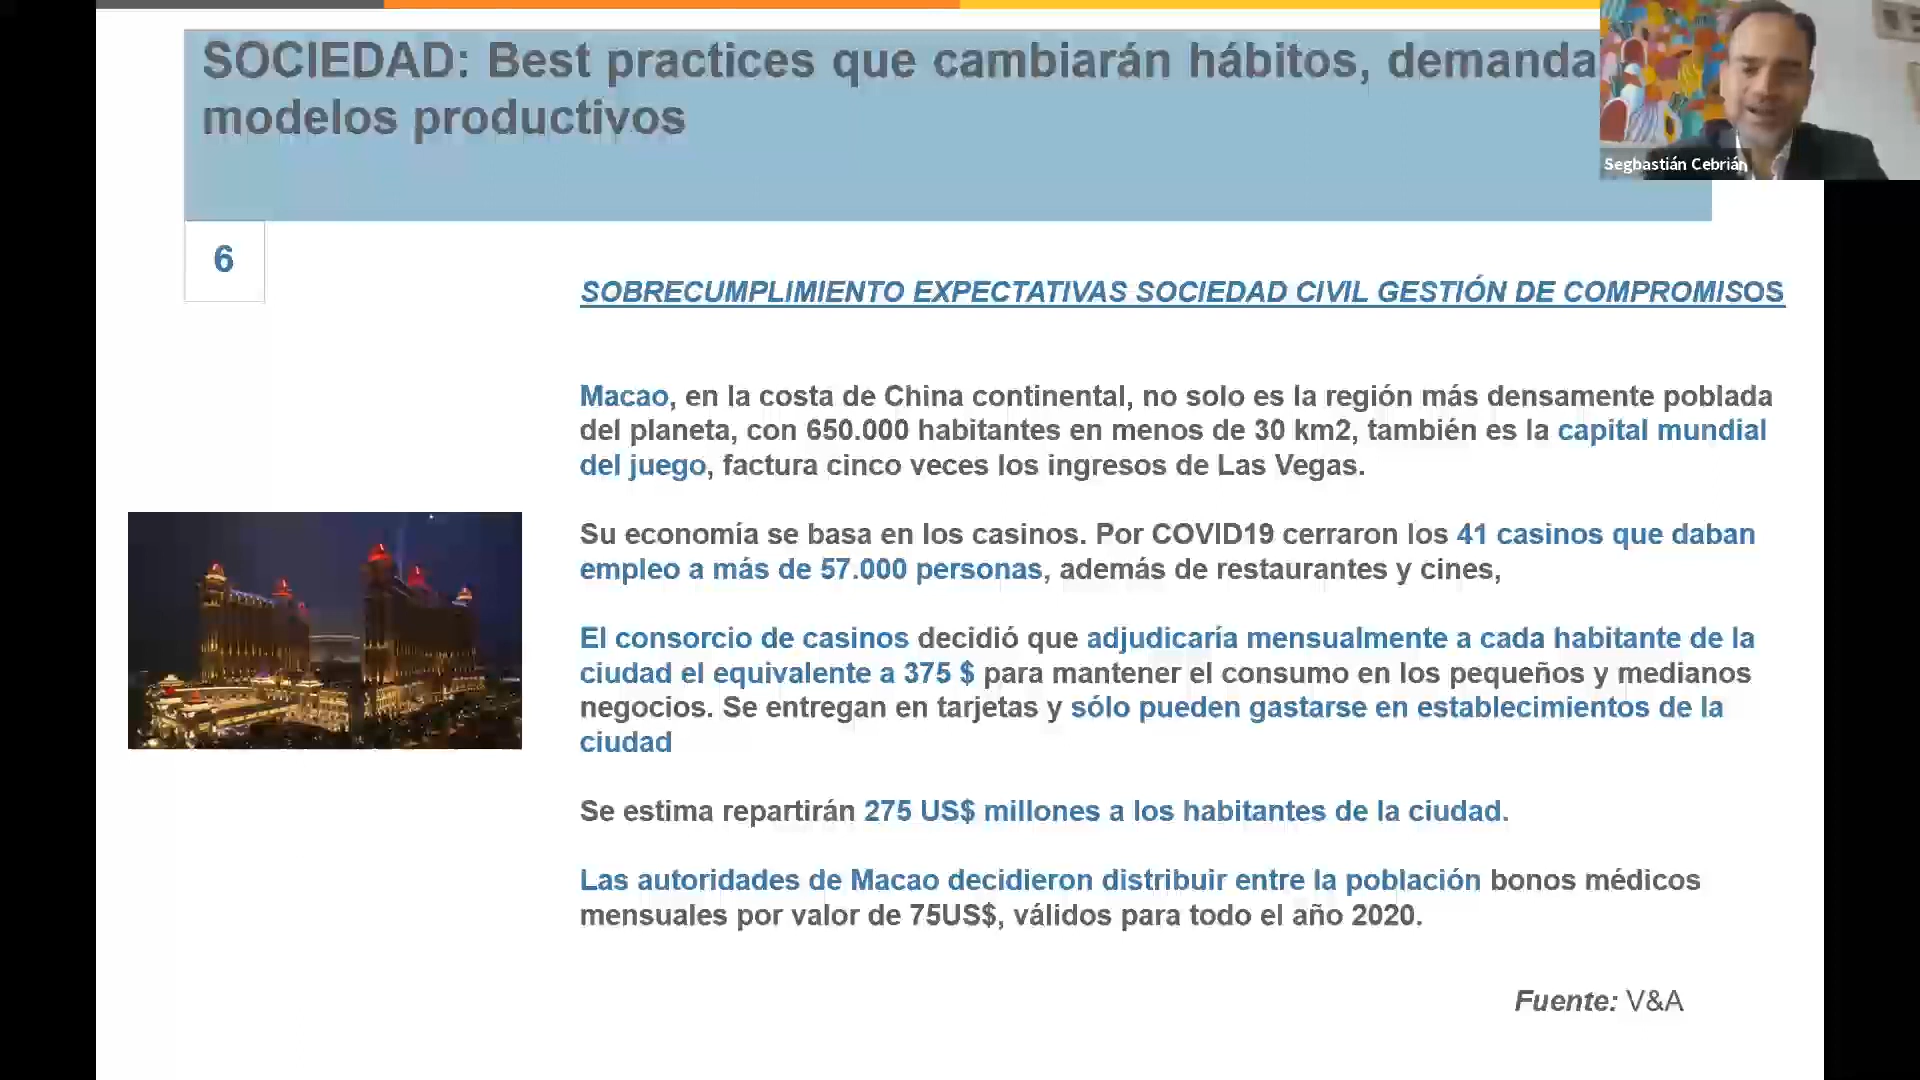 SOCIEDAD: Best practices que cambiarán hábitos, demanda
modelos productivos
Segbastián Cebrián
6
SOBRECUMPLIMIENTO EXPECTATIVAS SOCIEDAD CIVIL GESTIÓN DE COMPROMISOS
Macao, en la costa de China continental, no solo es la región más densamente poblada
del planeta, con 650.000 habitantes en menos de 30 km2, también es la capital mundial
del juego, factura cinco veces los ingresos de Las Vegas.
Su economía se basa en los casinos. Por COVID19 cerraron los 41 casinos que daban
empleo a más de 57.000 personas, además de restaurantes y cines,
El consorcio de casinos decidió que adjudicaría mensualmente a cada habitante de la
ciudad el equivalente a 375 $ para mantener el consumo en los pequeños y medianos
negocios. Se entregan en tarjetas y sólo pueden gastarse en establecimientos de la
ciudad
Se estima repartirán 275 US$ millones a los habitantes de la ciudad.
Las autoridades de Macao decidieron distribuir entre la población bonos médicos
mensuales por valor de 75US$, válidos para todo el año 2020.
Fuente: V&A